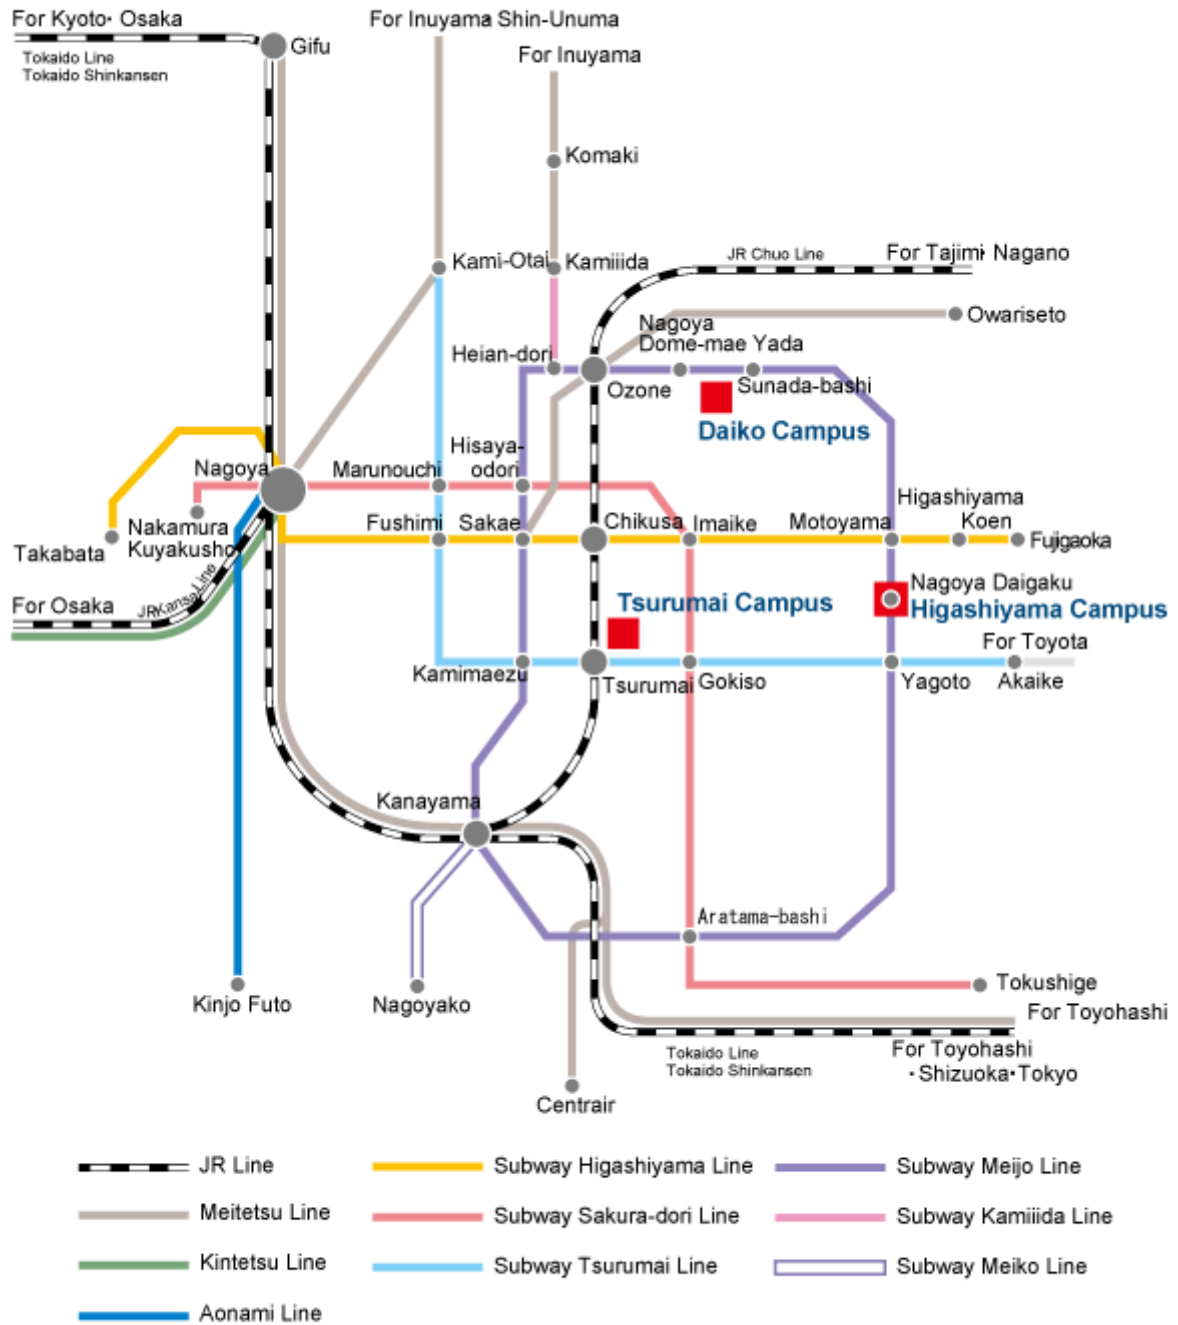 For Kyoto・Osaka
Tokaido Line
Tokaido Shinkansen
Gifu
For Inuyama・Shin-Unuma
For Inuyama
Komaki
Kami-Otai
Kamiiida
JR Chuo Line
For Tajimi・Nagano
Owariseto
Nagoya
Dome-mae Yada
Heian-dori
Ozone
Sunada-bashi
Daiko Campus
Hisaya-
odori
Nagoya
Marunouchi
Nakamura
Kuyakusho
Takabata
Fushimi
Sakae
Chikusa
Imaike
Motoyama
Higashiyama
Koen
Fujigaoka
JRKansai Line
For Osaka
Nagoya Daigaku
Higashiyama Campus
Tsurumai Campus
For Toyota
Kamimaezu
Tsurumai
Gokiso
Yagoto
Akaike
Kanayama
Aratama-bashi
Kinjo Futo
Nagoyako
Tokushige
For Toyohashi
Tokaido Line
Tokaido Shinkansen
For Toyohashi
・Shizuoka・Tokyo
Centrair
JR Line
Subway Higashiyama Line
Subway Meijo Line
Meitetsu Line
Subway Sakura-dori Line
Subway Kamiiida Line
Kintetsu Line
Subway Tsurumai Line
Subway Meiko Line
Aonami Line